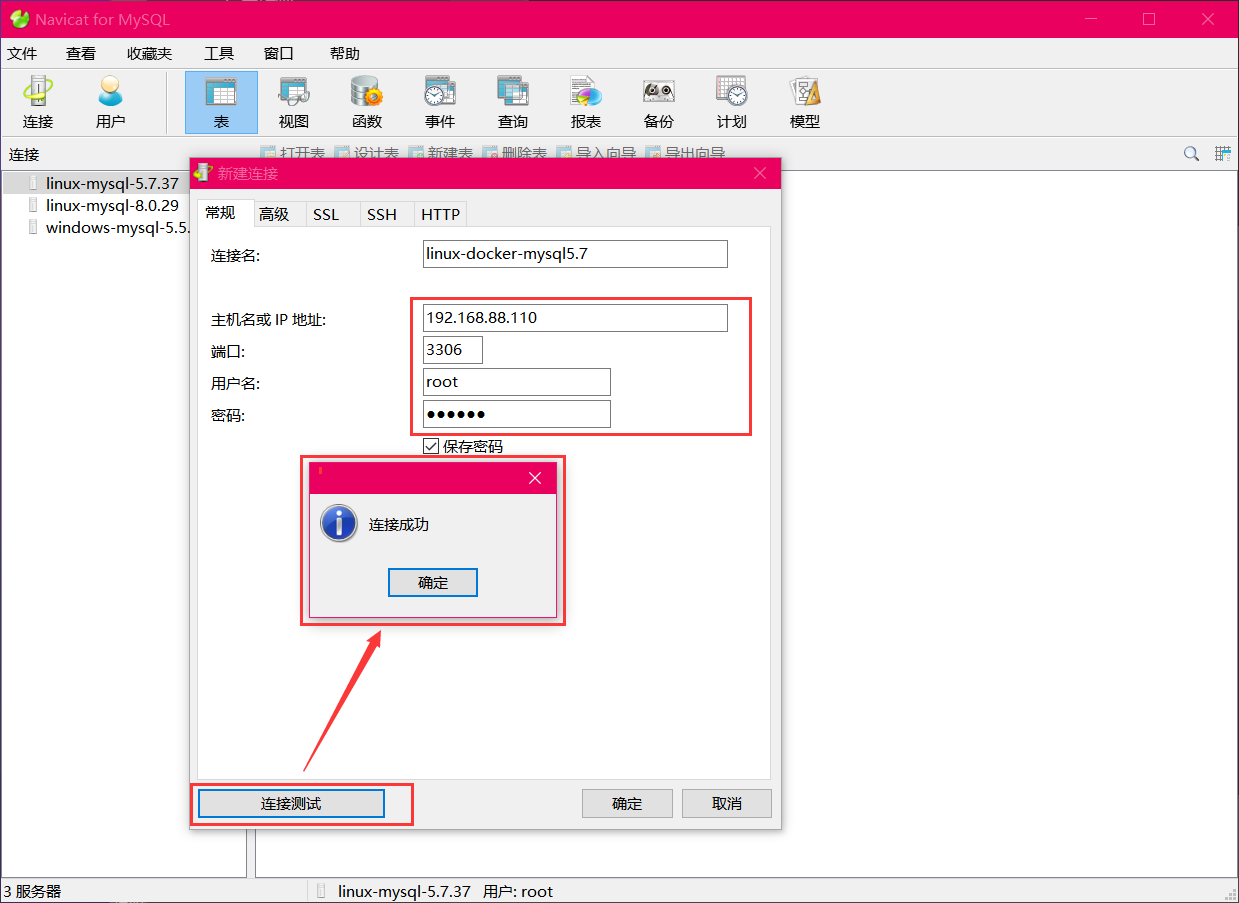 Navicat for MySQL
文件 查看 收藏夹 工具 窗口 帮助
连接 用户 表 视图 函数 事件 查询 报表 备份 计划 模型
连接 打开表 设计表 新建表 删除表 导入向导 导出向导
新建连接
linux-mysql-5.7.37
linux-mysql-8.0.29
windows-mysql-5.5.
常规 高级 SSL SSH HTTP
连接名: linux-docker-mysql5.7
主机名或 IP 地址: 192.168.88.110
端口: 3306
用户名: root
密码: ●●●●●●
保存密码
连接成功
确定
连接测试 确定 取消
3 服务器 linux-mysql-5.7.37 用户: root